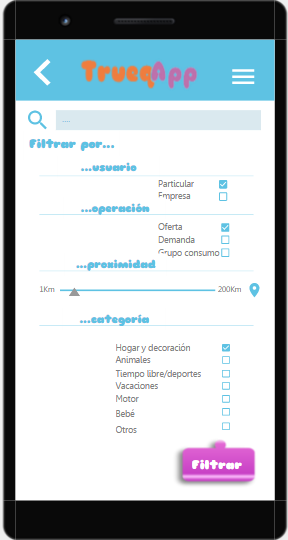 TrueqApp
....
Filtrar por...
...usuario
Particular
Empresa
...operación
Oferta
Demanda
Grupo consumo
...proximidad
1Km 200Km
...categoría
Hogar y decoración
Animales
Tiempo libre/deportes
Vacaciones
Motor
Bebé
Otros
Filtrar